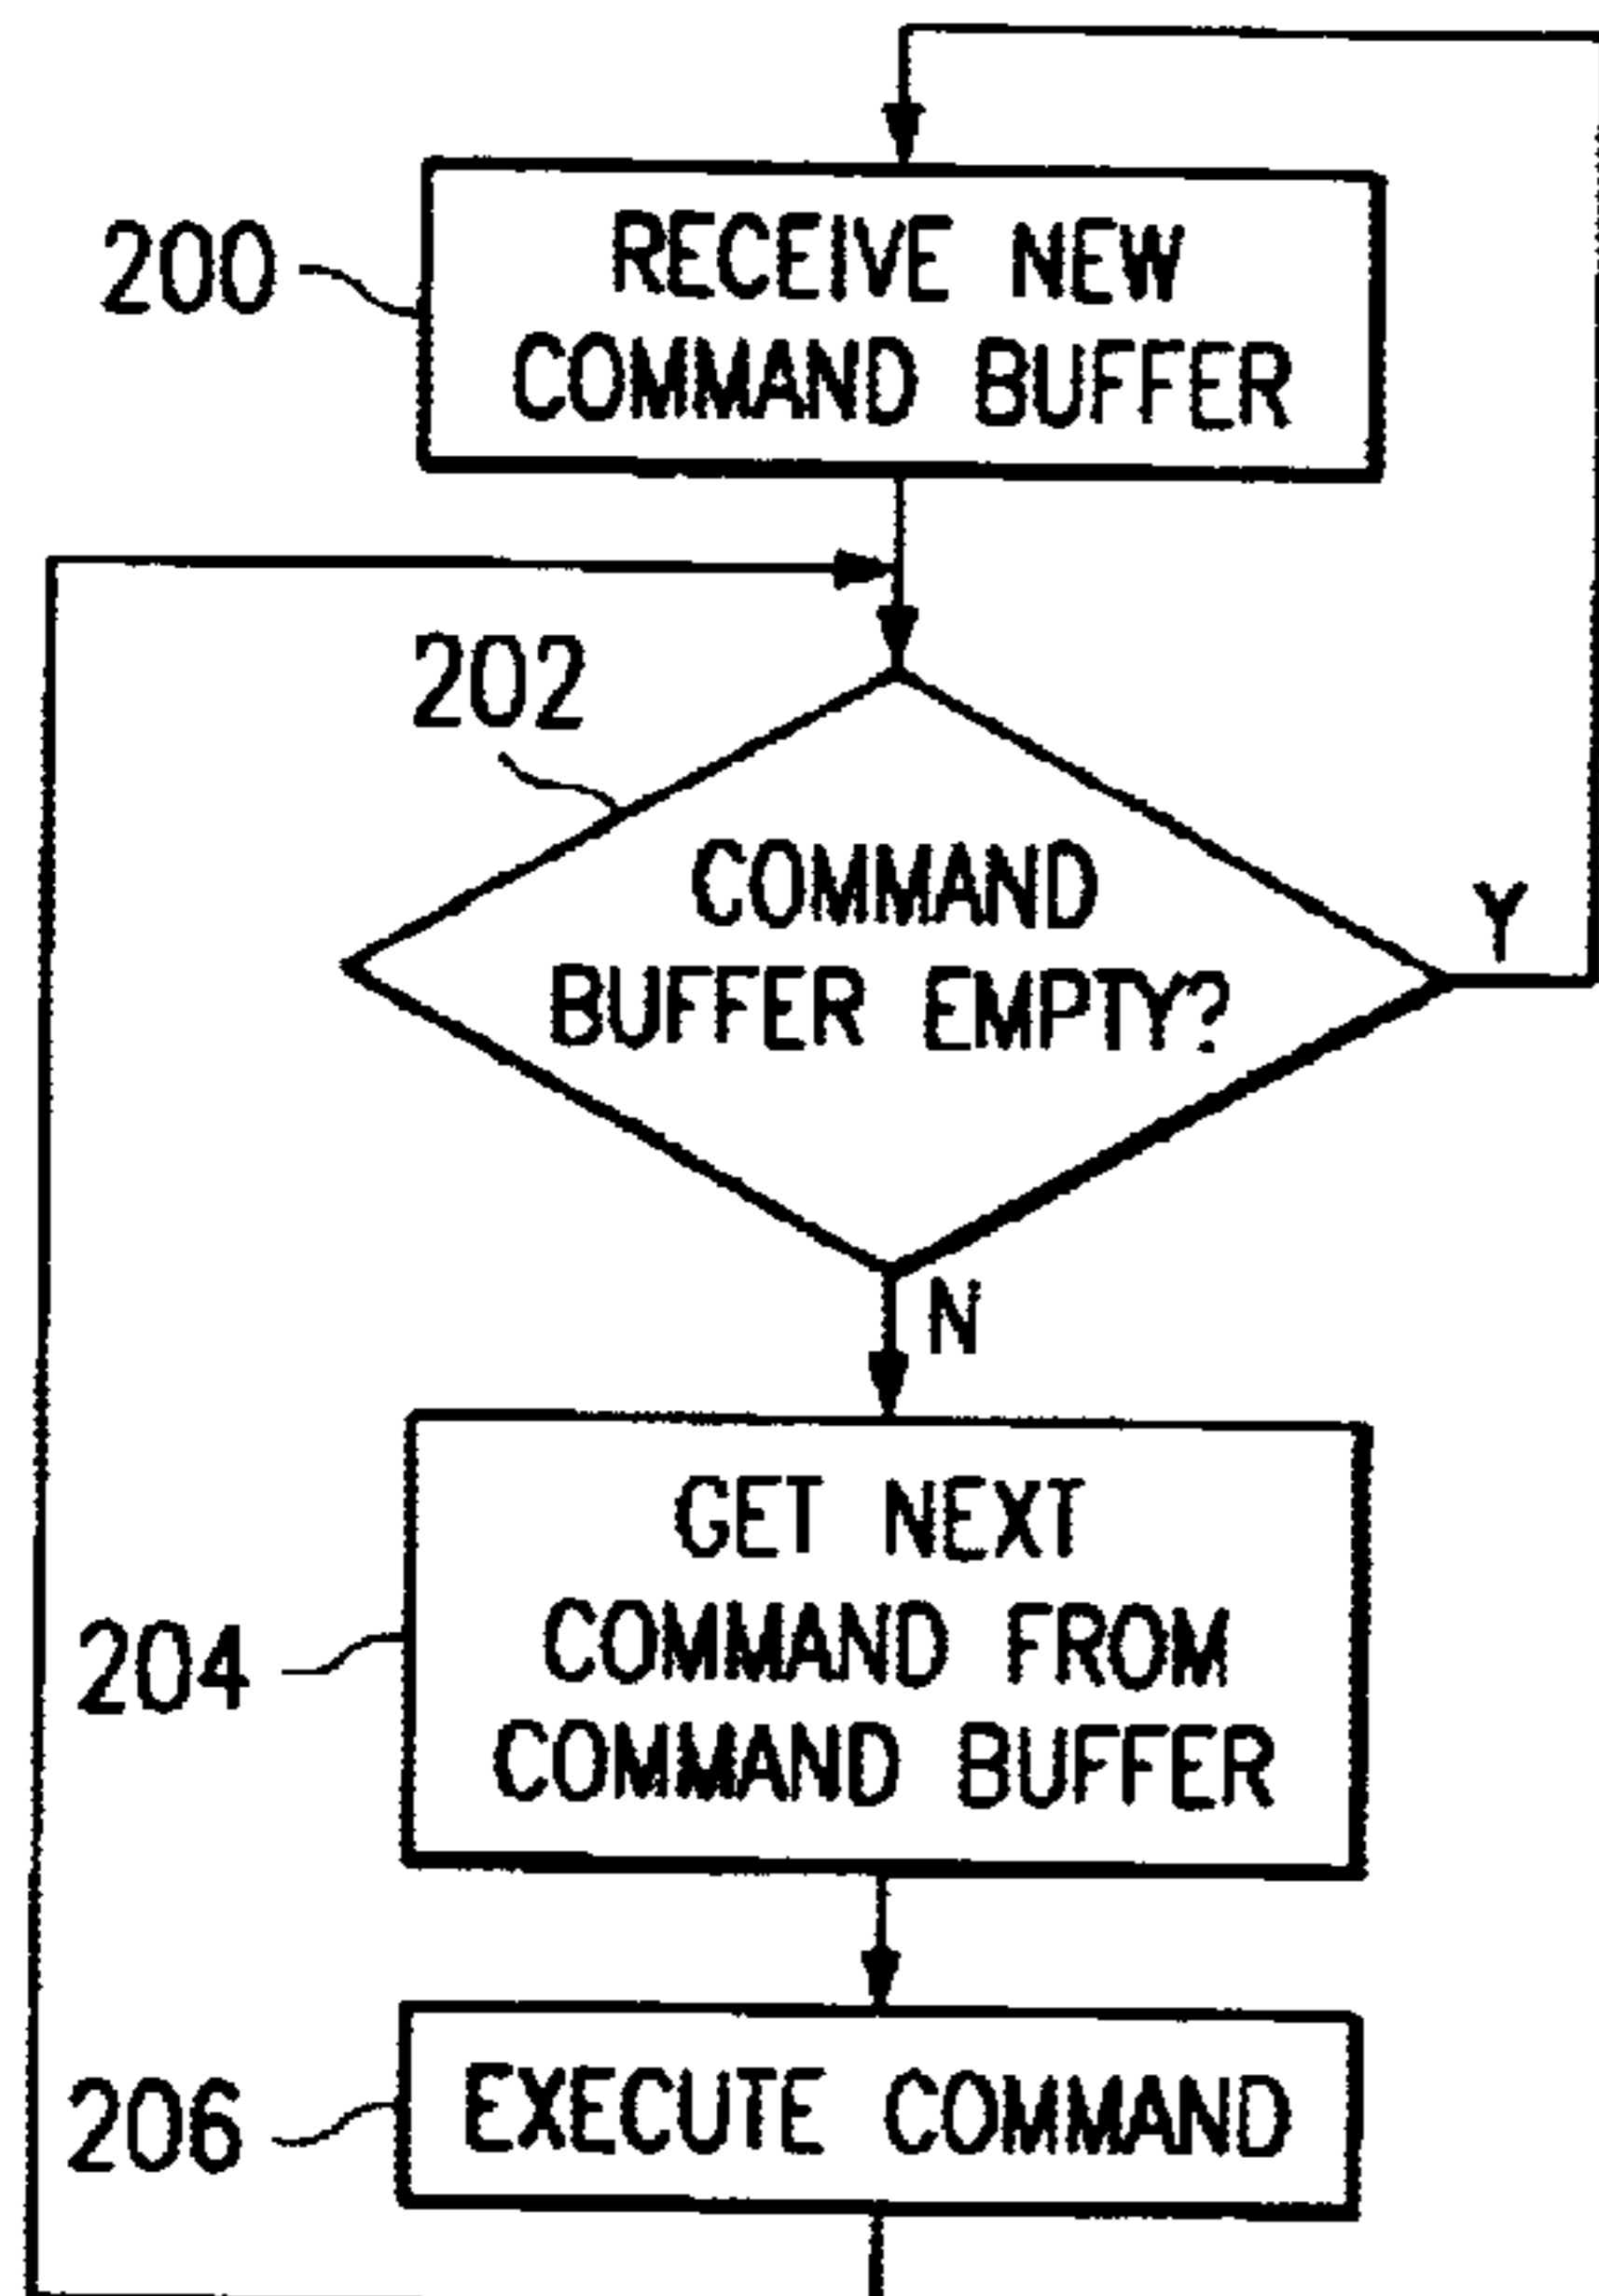 200
RECEIVE NEW
COMMAND BUFFER
202
COMMAND
BUFFER EMPTY?
Y
N
GET NEXT
204
COMMAND FROM
COMMAND BUFFER
206
EXECUTE COMMAND